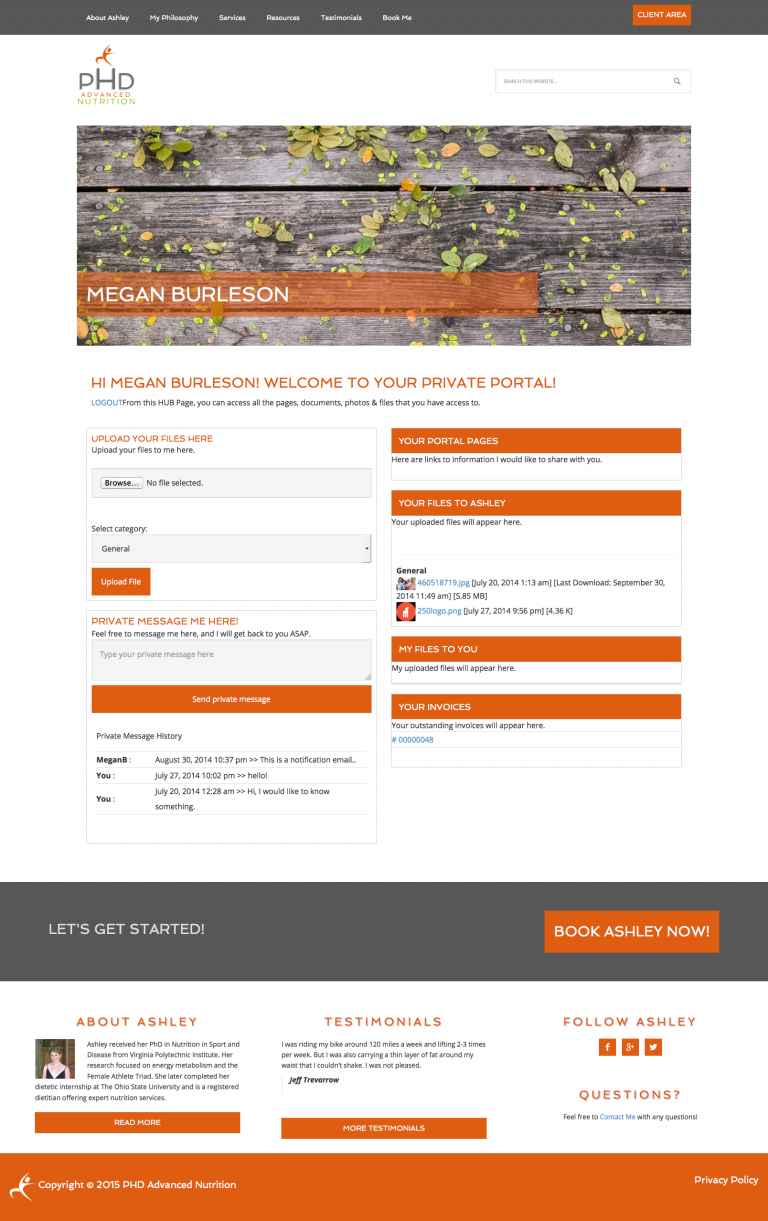 About Ashley My Philosophy Services Resources Testimonials Book Me
CLIENT AREA
PHD
ADVANCED
NUTRITION
SEARCH THIS WEBSITE...
MEGAN BURLESON
HI MEGAN BURLESON! WELCOME TO YOUR PRIVATE PORTAL!
LOGOUTFrom this HUB Page, you can access all the pages, documents, photos & files that you have access to.
UPLOAD YOUR FILES HERE
Upload your files to me here.
Browse... No file selected.
Select category:
General
Upload File
PRIVATE MESSAGE ME HERE!
Feel free to message me here, and I will get back to you ASAP.
Type your private message here
Send private message
Private Message History
MeganB : August 30, 2014 10:37 pm >> This is a notification email..
You : July 27, 2014 10:02 pm >> hello!
You : July 20, 2014 12:28 am >> Hi, I would like to know
something.
YOUR PORTAL PAGES
Here are links to information I would like to share with you.
YOUR FILES TO ASHLEY
Your uploaded files will appear here.
General
460518719.jpg [July 20, 2014 1:13 am] [Last Download: September 30,
2014 11:49 am] [5.85 MB]
250logo.png [July 27, 2014 9:56 pm] [4.36 K]
MY FILES TO YOU
My uploaded files will appear here.
YOUR INVOICES
Your outstanding invoices will appear here.
# 00000048
LET'S GET STARTED!
BOOK ASHLEY NOW!
ABOUT ASHLEY
Ashley received her PhD in Nutrition in Sport and
Disease from Virginia Polytechnic Institute. Her
research focused on energy metabolism and the
Female Athlete Triad. She later completed her
dietetic internship at The Ohio State University and is a registered
dietitian offering expert nutrition services.
READ MORE
TESTIMONIALS
I was riding my bike around 120 miles a week and lifting 2-3 times
per week. But I was also carrying a thin layer of fat around my
waist that I couldn't shake. I was not pleased.
Jeff Trevarrow
MORE TESTIMONIALS
FOLLOW ASHLEY
QUESTIONS?
Feel free to Contact Me with any questions!
Copyright © 2015 PHD Advanced Nutrition
Privacy Policy